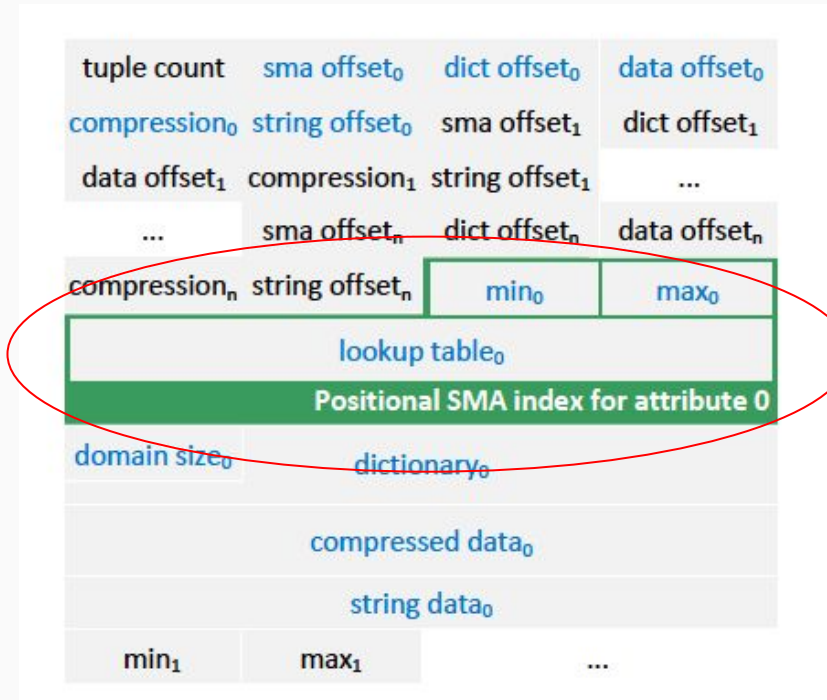 tuple count sma offset₀ dict offset₀ data offset₀
compression₀ string offset₀ sma offset₁ dict offset₁
data offset₁ compression₁ string offset₁ ...
... sma offsetₙ dict offsetₙ data offsetₙ
compressionₙ string offsetₙ min₀ max₀
lookup table₀
Positional SMA index for attribute 0
domain size₀ dictionary₀
compressed data₀
string data₀
min₁ max₁ ...